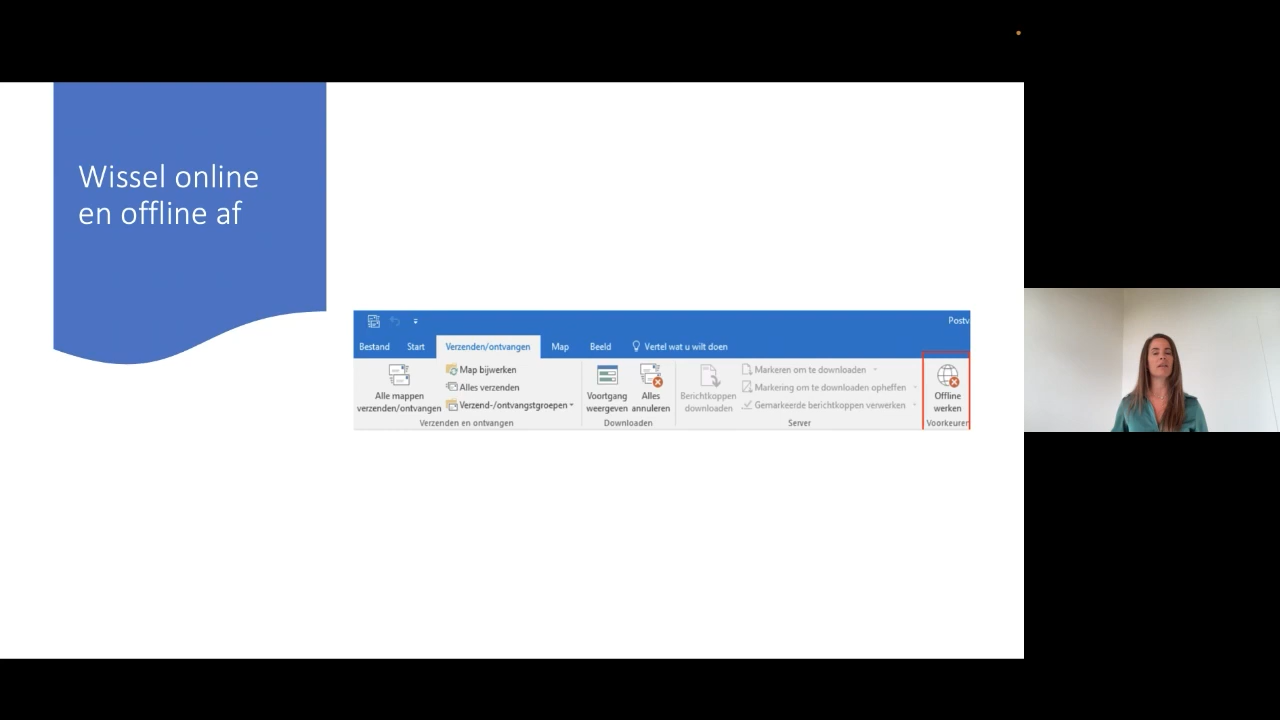 Wissel online
en offline af
Postv
Bestand Start Verzenden/ontvangen Map Beeld Vertel wat u wilt doen
Alle mappen
verzenden/ontvangen
Map bijwerken
Alles verzenden
Verzend-/ontvangstgroepen
Verzenden en ontvangen
Voortgang
weergeven
Alles
annuleren
Downloaden
Berichtkoppen
downloaden
Markeren om te downloaden
Markering om te downloaden opheffen
Gemarkeerde berichtkoppen verwerken
Server
Offline
werken
Voorkeuren